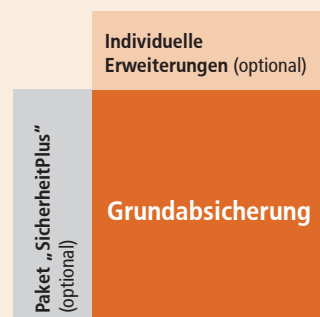 Individuelle
Erweiterungen (optional)
Paket „SicherheitPlus“
(optional)
Grundabsicherung